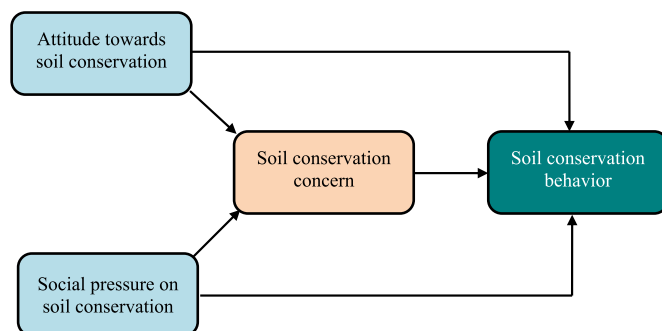 Attitude towards
soil conservation
Soil conservation
concern
Soil conservation
behavior
Social pressure on
soil conservation